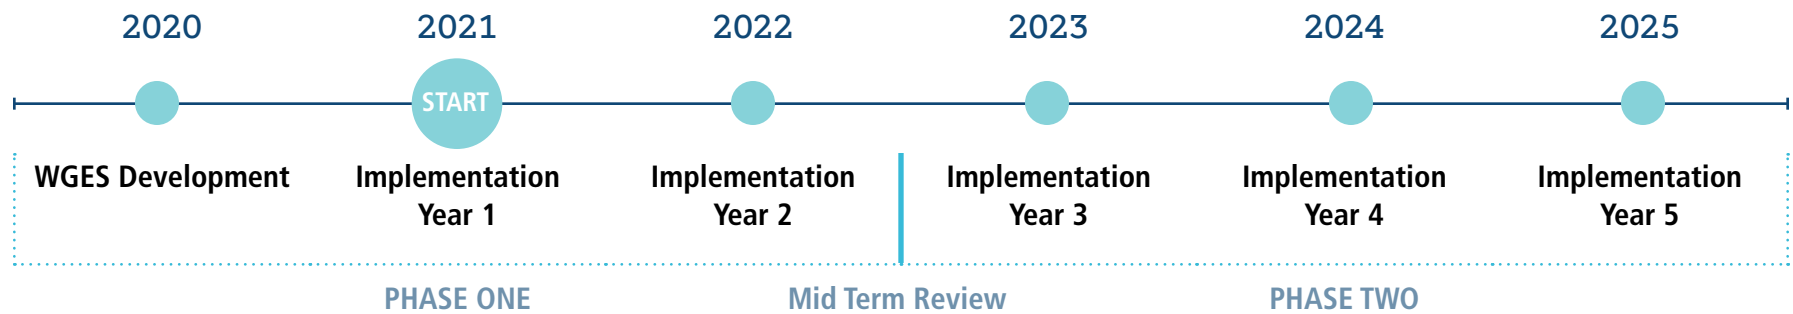 2020 2021 2022 2023 2024 2025
START
WGES Development
Implementation
Year 1
Implementation
Year 2
Implementation
Year 3
Implementation
Year 4
Implementation
Year 5
PHASE ONE
Mid Term Review
PHASE TWO